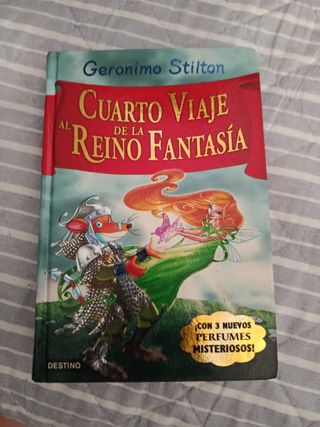 Geronimo Stilton
CUARTO VIAJE
AL REINO DE LA FANTASÍA
¡CON 3 NUEVOS
PERFUMES
MISTERIOSOS!
DESTINO